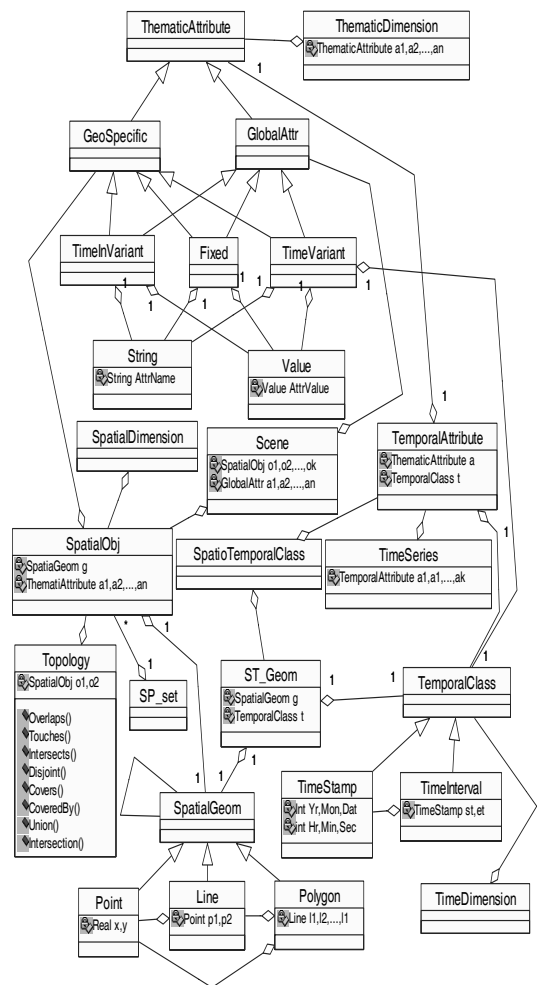 ThematicAttribute
ThematicDimension
ThematicAttribute a1,a2,...,an
1
GeoSpecific
GlobalAttr
TimeInVariant
Fixed
TimeVariant
1
1
1
1
1
1
1
String
String AttrName
Value
Value AttrValue
1
SpatialDimension
Scene
SpatialObj o1,o2,...,ok
GlobalAttr a1,a2,...,an
TemporalAttribute
ThematicAttribute a
TemporalClass t
SpatialObj
SpatiaGeom g
ThematiAttribute a1,a2,...,an
SpatioTemporalClass
TimeSeries
TemporalAttribute a1,a1,...,ak
1
*
1
Topology
SpatialObj o1,o2
Overlaps()
Touches()
Intersects()
Disjoint()
Covers()
CoveredBy()
Union()
Intersection()
1
SP_set
ST_Geom
SpatialGeom g
TemporalClass t
1
1
1
TemporalClass
1
1
SpatialGeom
TimeStamp
Int Yr,Mon,Dat
int Hr,Min,Sec
TimeInterval
TimeStamp st,et
Point
Real x,y
Line
Point p1,p2
Polygon
Line l1,l2,...,l1
TimeDimension